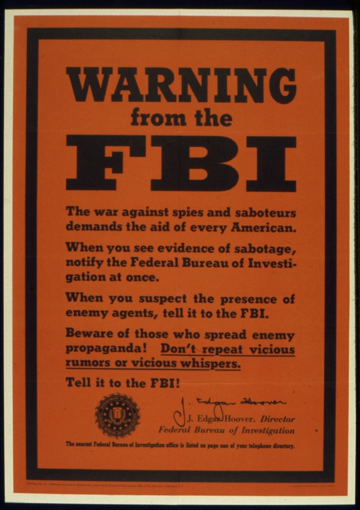 WARNING
from the
FBI
The war against spies and saboteurs
demands the aid of every American.
When you see evidence of sabotage,
notify the Federal Bureau of Investi-
gation at once.
When you suspect the presence of
enemy agents, tell it to the FBI.
Beware of those who spread enemy
propaganda! Don't repeat vicious
rumors or vicious whispers.
Tell it to the FBI!
J. Edgar Hoover
J. Edgar Hoover, Director
Federal Bureau of Investigation
The nearest Federal Bureau of Investigation office is listed on page one of your telephone directory.